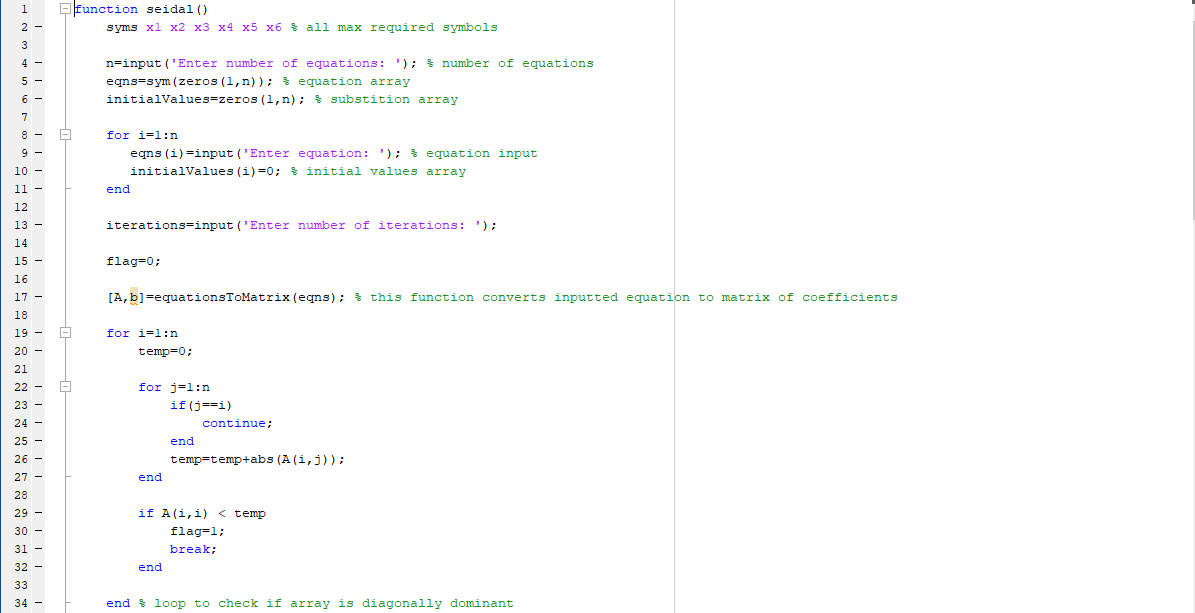 1 function seidal()
2 syms x1 x2 x3 x4 x5 x6 % all max required symbols
3
4 n=input('Enter number of equations: '); % number of equations
5 eqns=sym(zeros(1,n)); % equation array
6 initialValues=zeros(1,n); % substition array
7
8 for i=1:n
9 eqns(i)=input('Enter equation: '); % equation input
10 initialValues(i)=0; % initial values array
11 end
12
13 iterations=input('Enter number of iterations: ');
14
15 flag=0;
16
17 [A,b]=equationsToMatrix(eqns); % this function converts inputted equation to matrix of coefficients
18
19 for i=1:n
20 temp=0;
21
22 for j=1:n
23 if(j==i)
24 continue;
25 end
26 temp=temp+abs(A(i,j));
27 end
28
29 if A(i,i) < temp
30 flag=1;
31 break;
32 end
33
34 end % loop to check if array is diagonally dominant